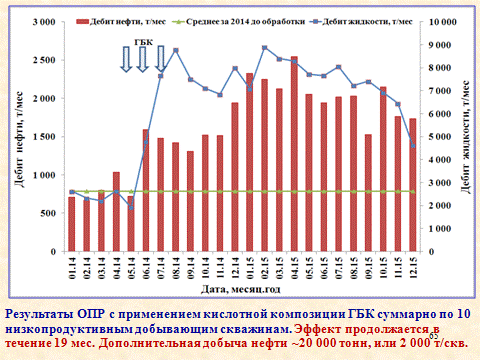 Дебит нефти, т/мес Среднее за 2014 до обработки Дебит жидкости, т/мес
ГБК
3 000
2 500
2 000
1 500
1 000
500
0
Дебит нефти, т/мес
10 000
9 000
8 000
7 000
6 000
5 000
4 000
3 000
2 000
1 000
0
Дебит жидкости, т/мес
01.14 02.14 03.14 04.14 05.14 06.14 07.14 08.14 09.14 10.14 11.14 12.14 01.15 02.15 03.15 04.15 05.15 06.15 07.15 08.15 09.15 10.15 11.15 12.15
Дата, месяц.год
Результаты ОПР с применением кислотной композиции ГБК суммарно по 10
низкопродуктивным добывающим скважинам. Эффект продолжается в
течение 19 мес. Дополнительная добыча нефти ~20 000 тонн, или 2 000 т/скв.